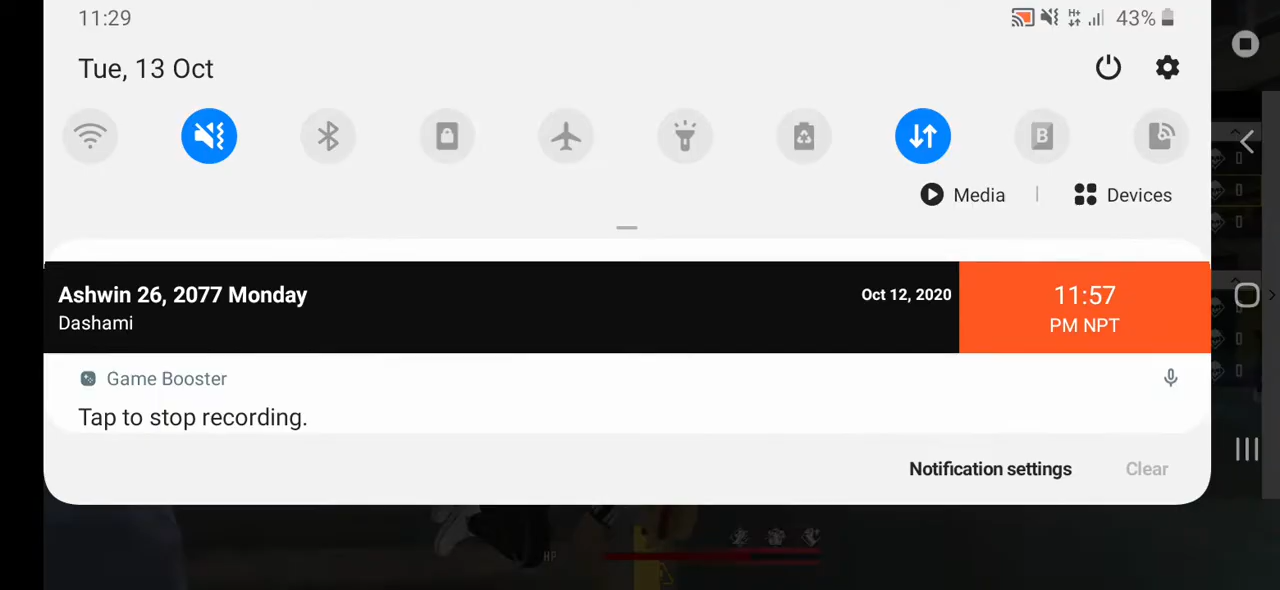 11:29
H+ 43%
Tue, 13 Oct
B
Media | Devices
Ashwin 26, 2077 Monday Oct 12, 2020 11:57
Dashami PM NPT
Game Booster
Tap to stop recording.
Notification settings Clear
HP